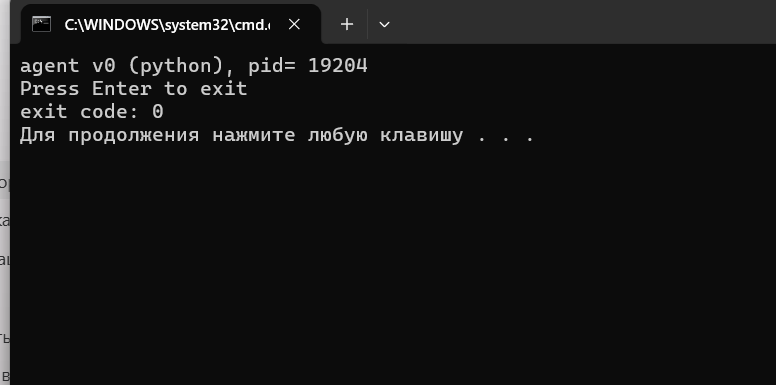 C:\WINDOWS\system32\cmd.
agent v0 (python), pid= 19204
Press Enter to exit
exit code: 0
Для продолжения нажмите любую клавишу . . .